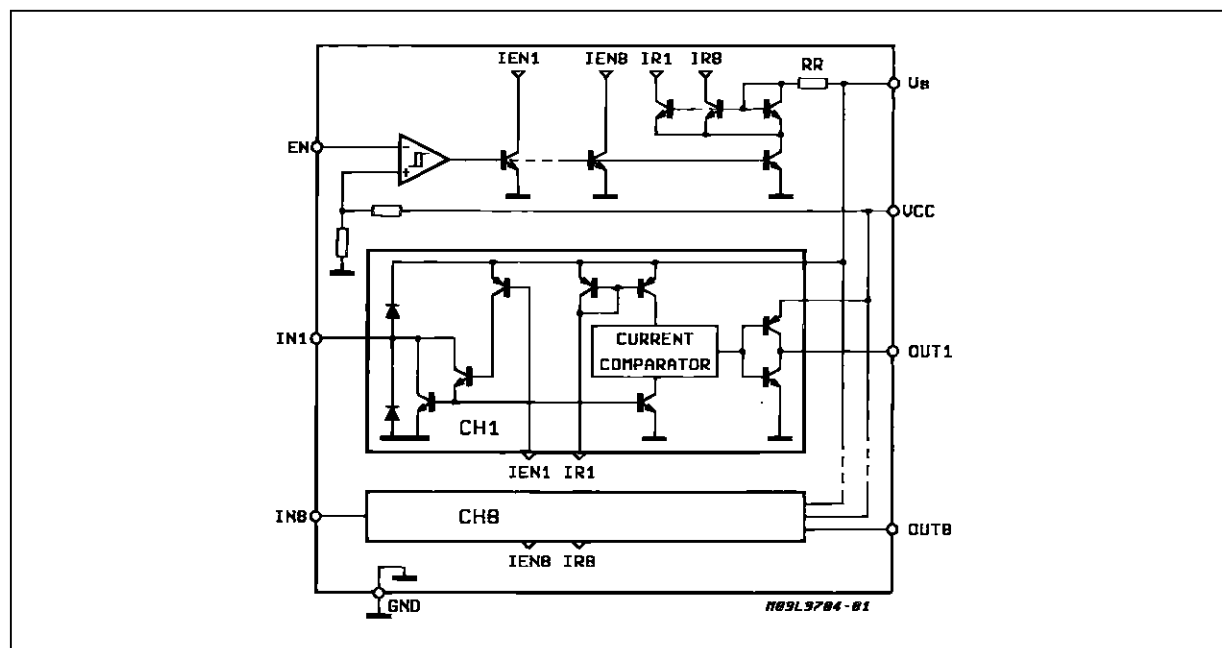 IEN1 IEN8 IR1 IR8 RR
Vs
EN
-
+
VCC
IN1
CURRENT
COMPARATOR
OUT1
CH1
IEN1 IR1
IN8
CH8
OUT8
IEN8 IR8
GND
M89L9784-01